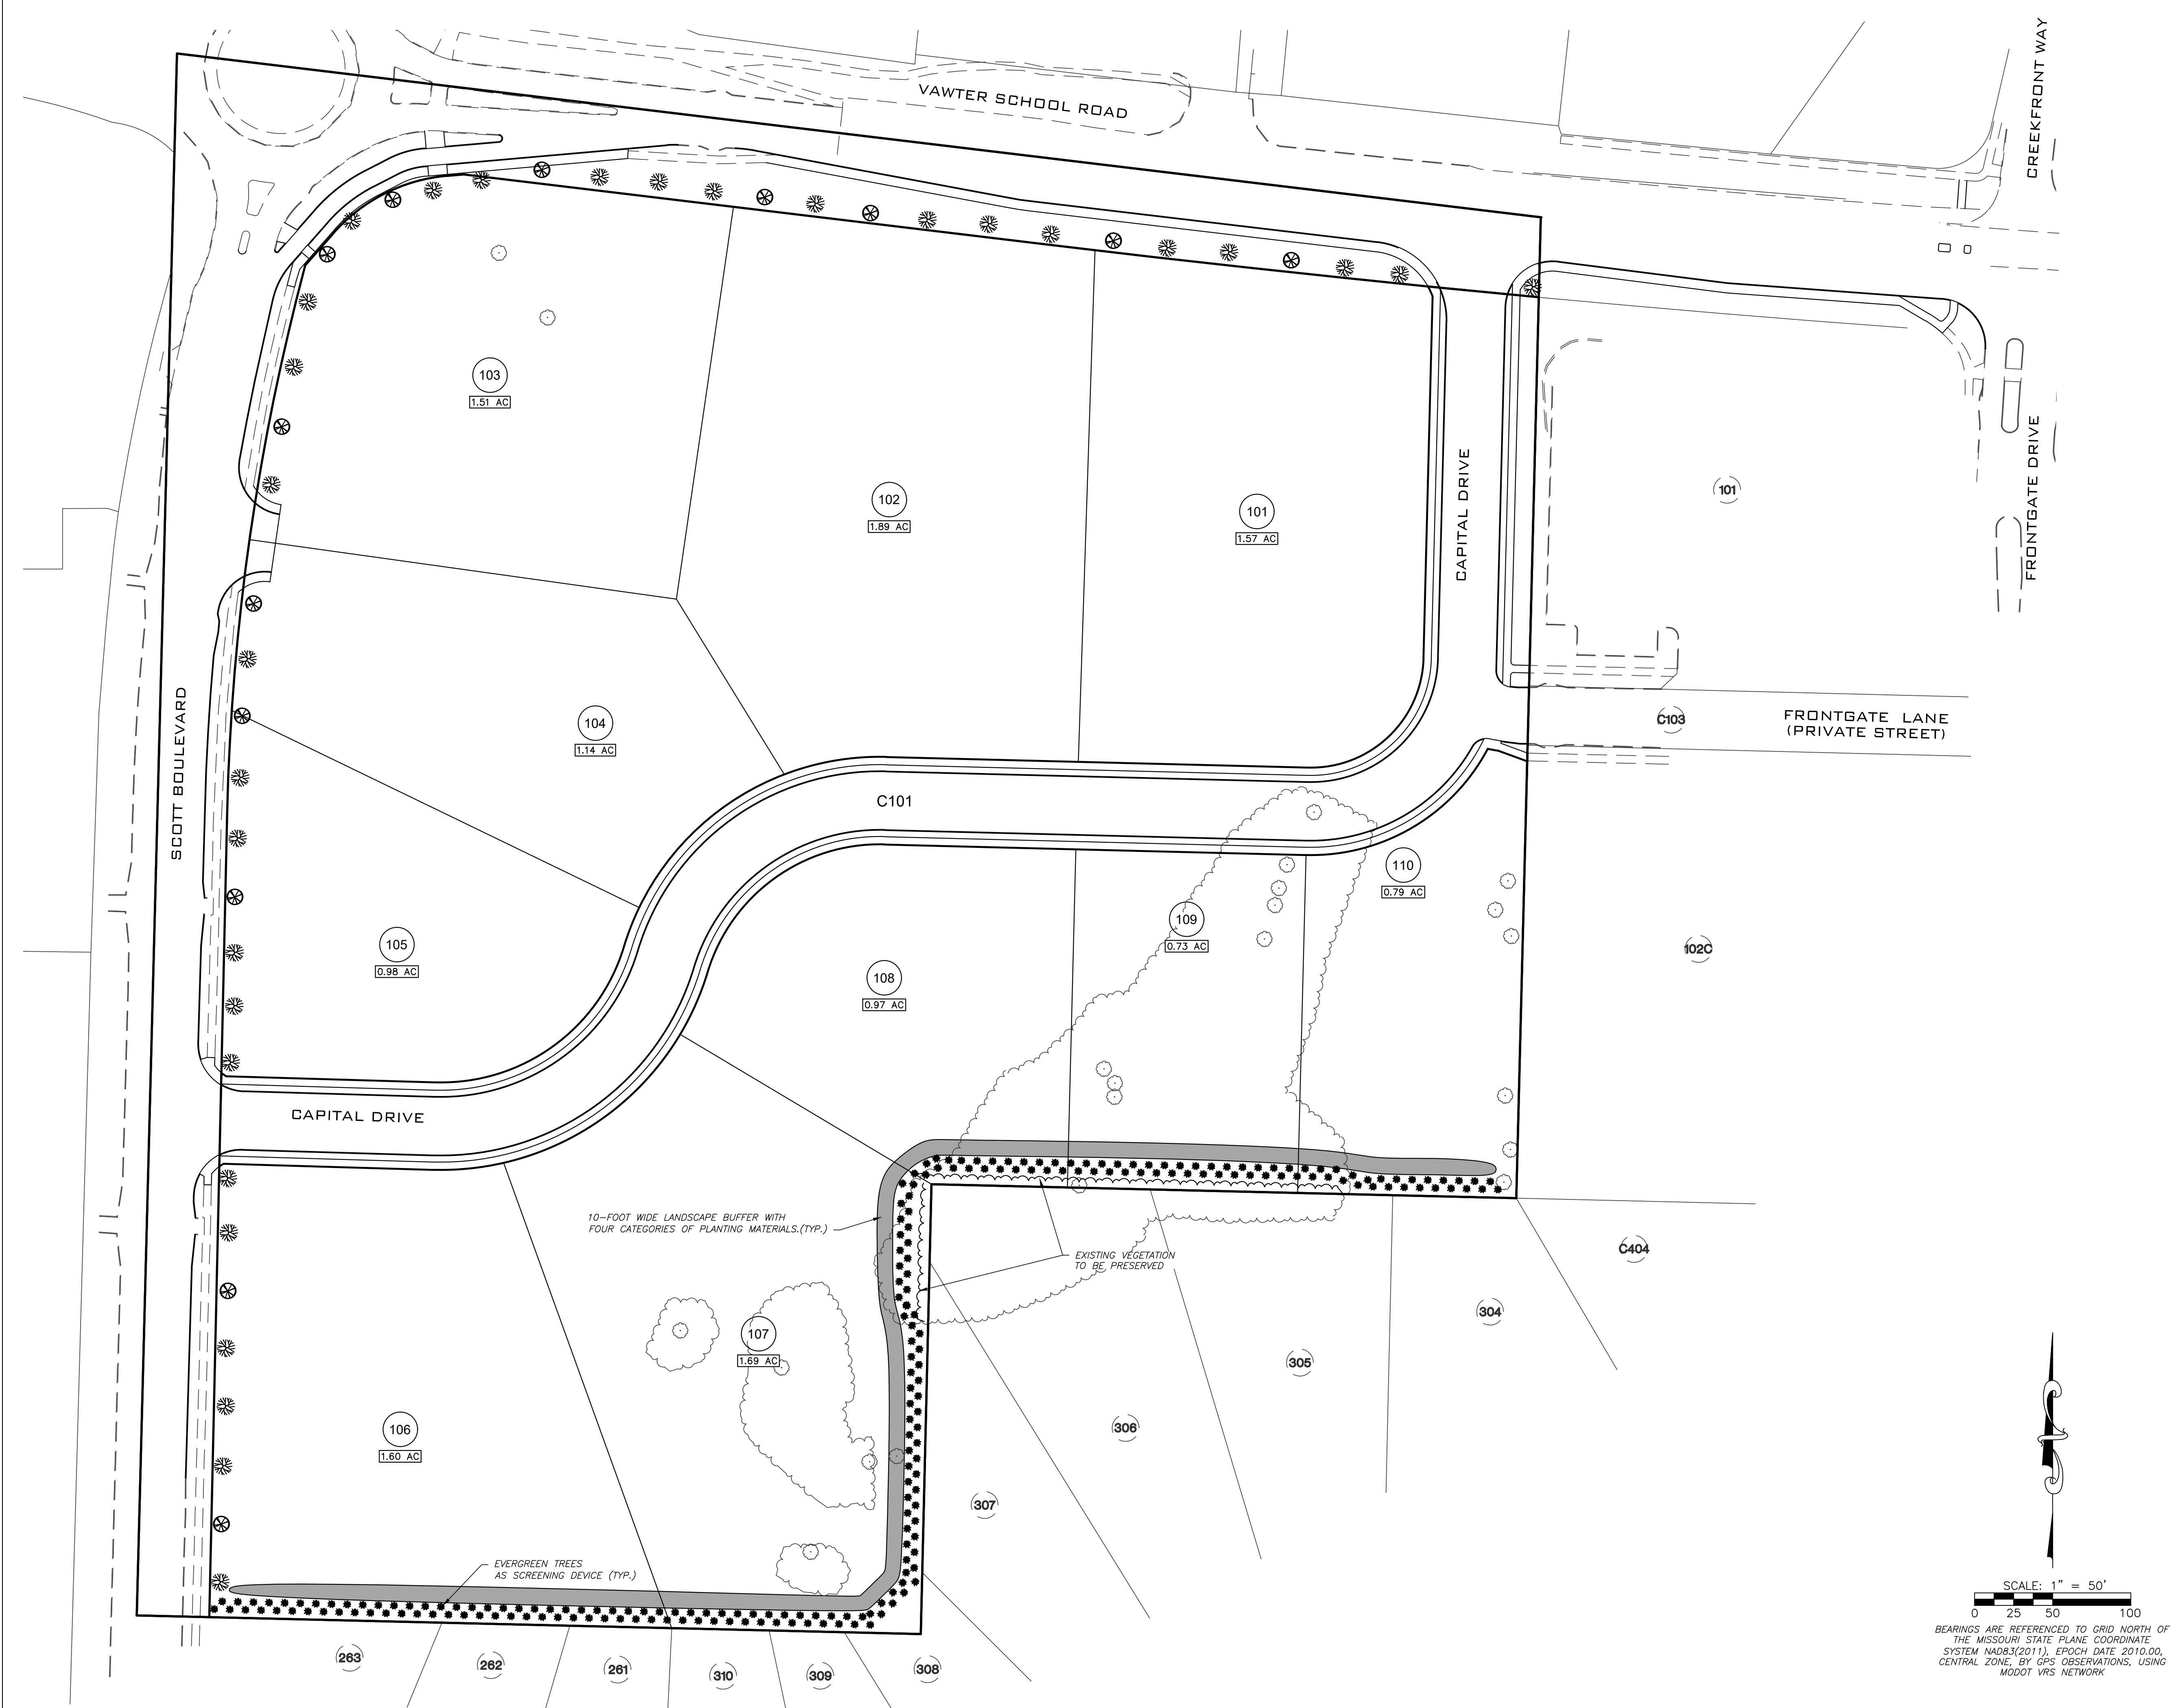 VAWTER SCHOOL ROAD
CREEKFRONT WAY
103
1.51 AC
102
1.89 AC
101
1.57 AC
CAPITAL DRIVE
101
FRONTGATE DRIVE
SCOTT BOULEVARD
104
1.14 AC
C103
FRONTGATE LANE
(PRIVATE STREET)
C101
105
0.98 AC
108
0.97 AC
109
0.73 AC
110
0.79 AC
102C
CAPITAL DRIVE
10-FOOT WIDE LANDSCAPE BUFFER WITH
FOUR CATEGORIES OF PLANTING MATERIALS.(TYP.)
EXISTING VEGETATION
TO BE PRESERVED
C404
304
305
306
307
107
1.69 AC
106
1.60 AC
EVERGREEN TREES
AS SCREENING DEVICE (TYP.)
263
262
261
310
309
308
SCALE: 1" = 50'
0 25 50 100
BEARINGS ARE REFERENCED TO GRID NORTH OF
THE MISSOURI STATE PLANE COORDINATE
SYSTEM NAD83(2011), EPOCH DATE 2010.00,
CENTRAL ZONE, BY GPS OBSERVATIONS, USING
MODOT VRS NETWORK